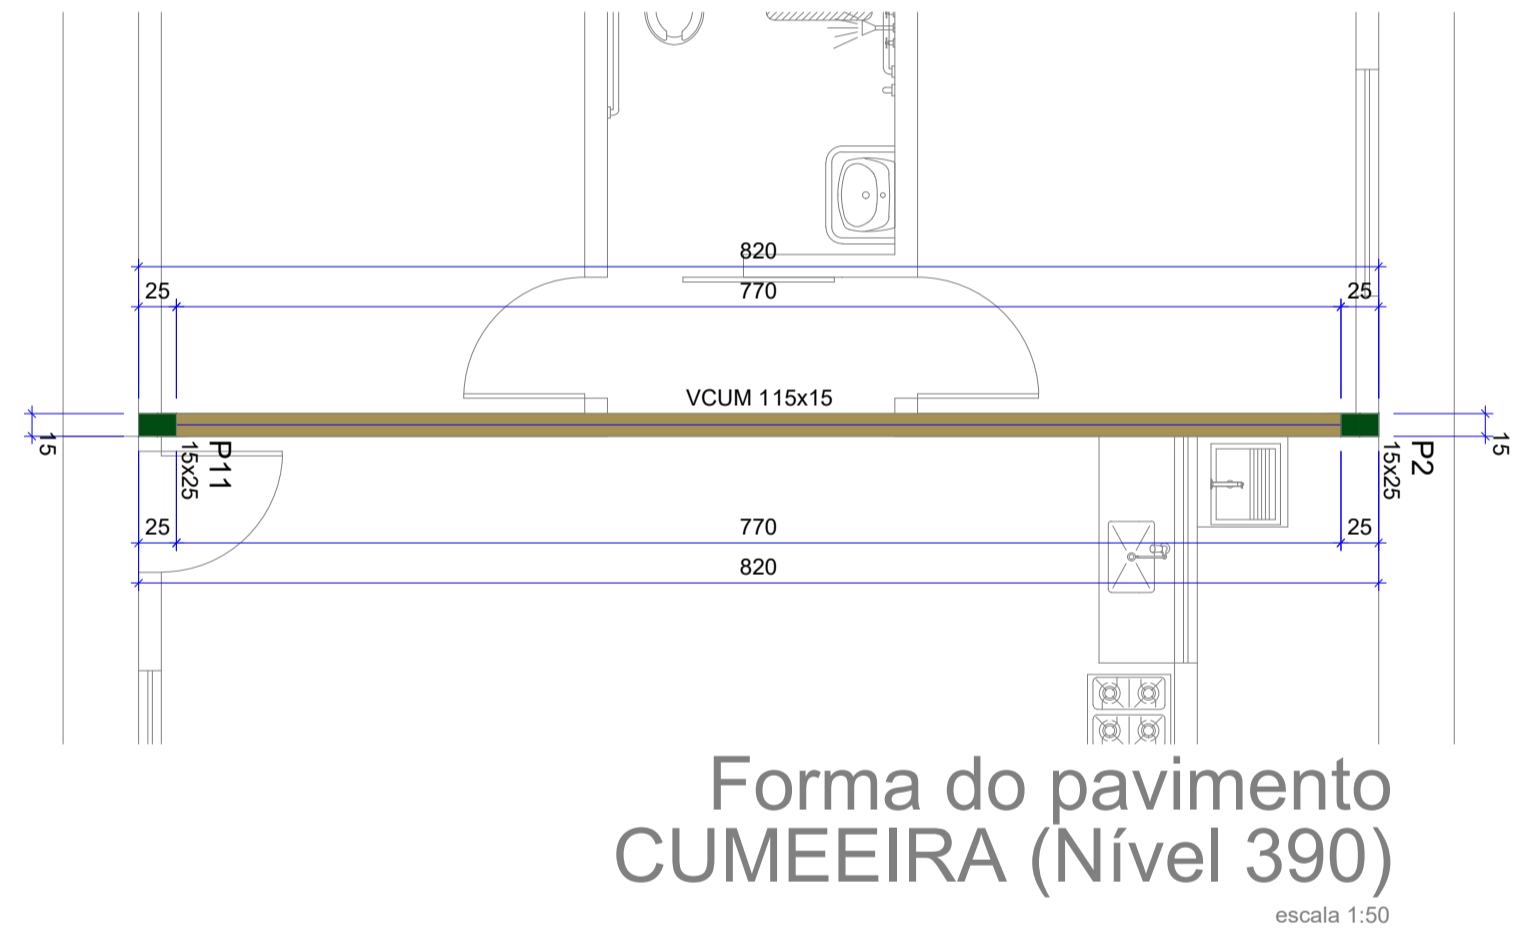 820
25
770
25
VCUM 115x15
15
P11
15x25
P2
15x25
15
25
770
25
820
Forma do pavimento
CUMEEIRA (Nível 390)
escala 1:50